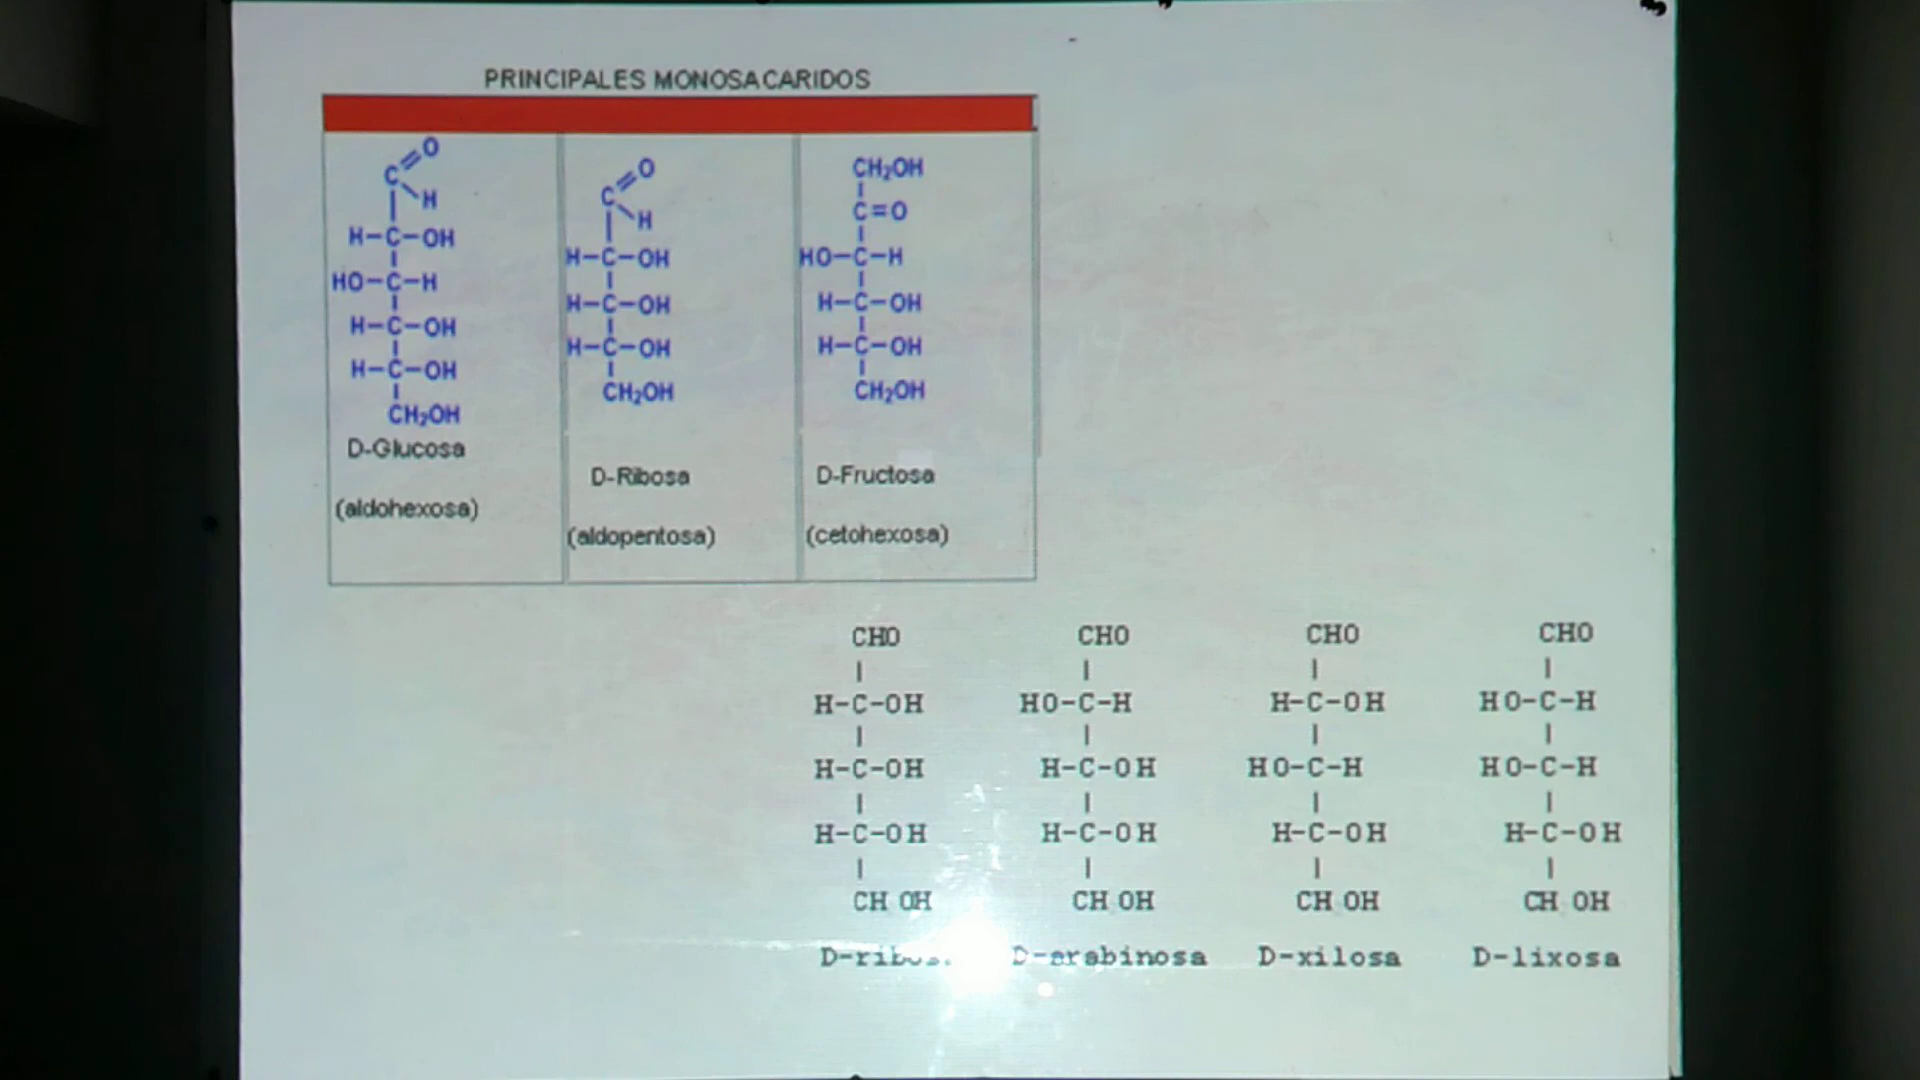 PRINCIPALES MONOSACARIDOS
C=O
H
H-C-OH
HO-C-H
H-C-OH
H-C-OH
CH₂OH
D-Glucosa
(aldohexosa)
C=O
H
H-C-OH
H-C-OH
H-C-OH
CH₂OH
D-Ribosa
(aldopentosa)
CH₂OH
C=O
HO-C-H
H-C-OH
H-C-OH
CH₂OH
D-Fructosa
(cetohexosa)
CHO CHO CHO CHO
H-C-OH HO-C-H H-C-OH HO-C-H
H-C-OH H-C-OH HO-C-H HO-C-H
H-C-OH H-C-OH H-C-OH H-C-OH
CH OH CH OH CH OH CH OH
D-arabinosa D-xilosa D-lixosa